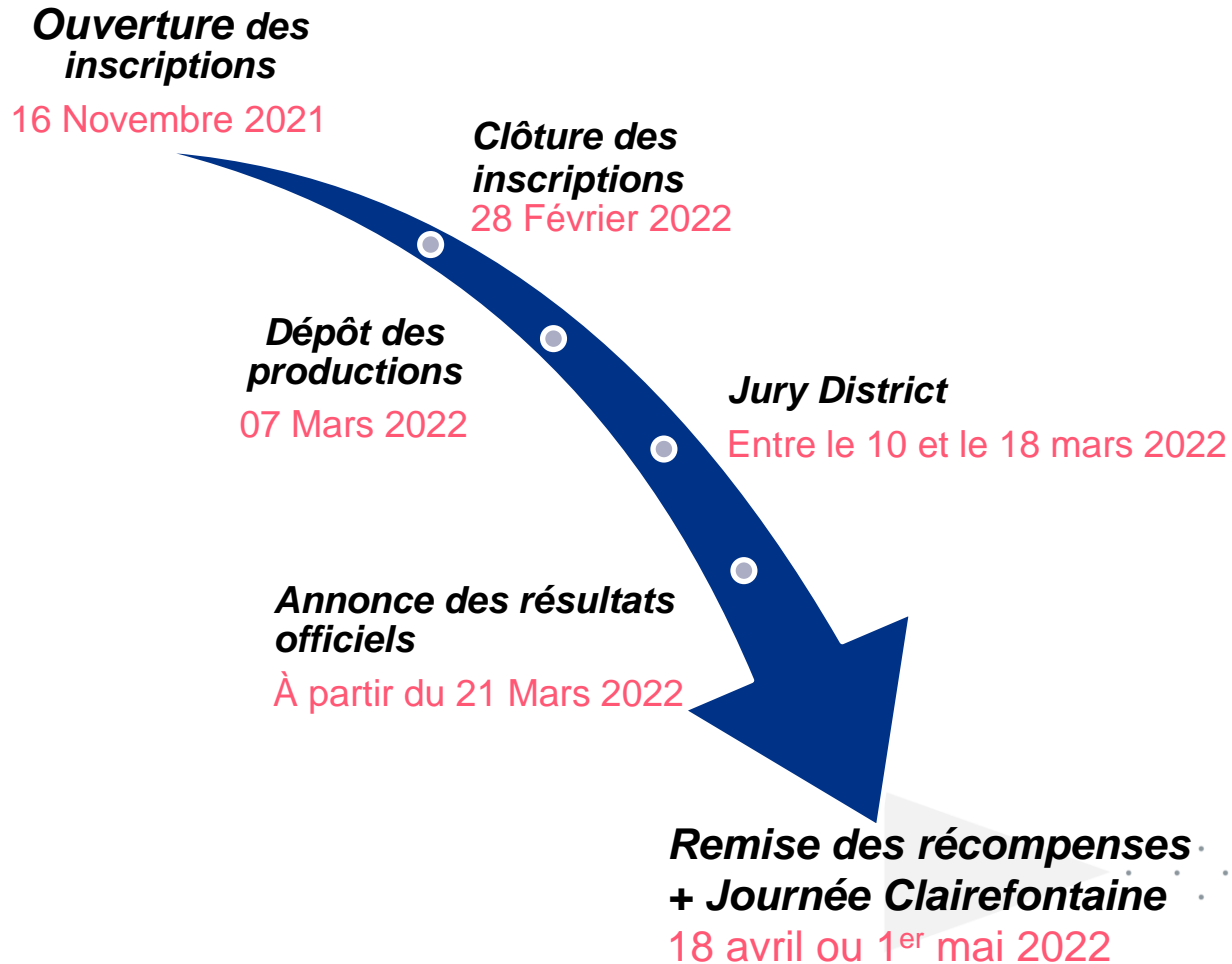 Ouverture des
inscriptions
16 Novembre 2021
Clôture des
inscriptions
28 Février 2022
Dépôt des
productions
07 Mars 2022
Jury District
Entre le 10 et le 18 mars 2022
Annonce des résultats
officiels
À partir du 21 Mars 2022
Remise des récompenses
+ Journée Clairefontaine
18 avril ou 1er mai 2022